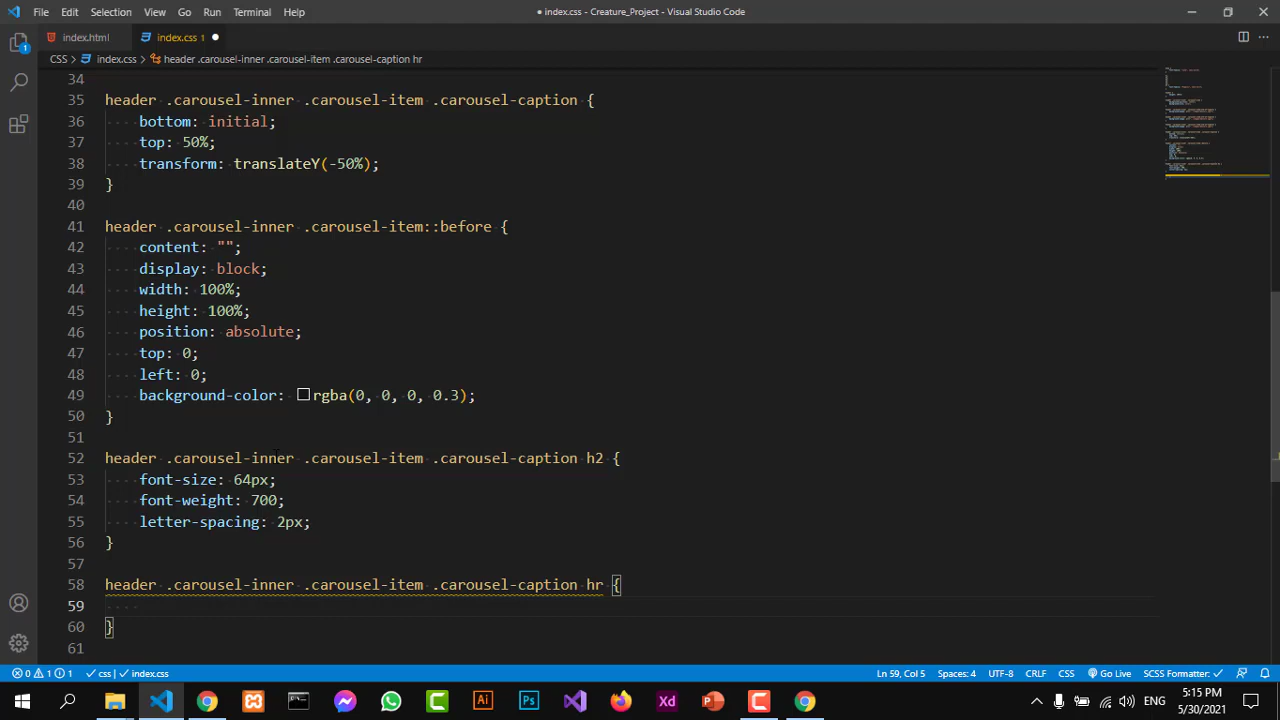 File Edit Selection View Go Run Terminal Help
● index.css - Creature_Project - Visual Studio Code
index.html
index.css 1 ●
CSS > index.css > header .carousel-inner .carousel-item .carousel-caption hr
34
35 header .carousel-inner .carousel-item .carousel-caption {
36 bottom: initial;
37 top: 50%;
38 transform: translateY(-50%);
39 }
40
41 header .carousel-inner .carousel-item::before {
42 content: "";
43 display: block;
44 width: 100%;
45 height: 100%;
46 position: absolute;
47 top: 0;
48 left: 0;
49 background-color: rgba(0, 0, 0, 0.3);
50 }
51
52 header .carousel-inner .carousel-item .carousel-caption h2 {
53 font-size: 64px;
54 font-weight: 700;
55 letter-spacing: 2px;
56 }
57
58 header .carousel-inner .carousel-item .carousel-caption hr {
59
60 }
61
0 1 1 css | index.css
Ln 59, Col 5 Spaces: 4 UTF-8 CRLF CSS Go Live SCSS Formatter: ✓
ENG
5:15 PM
5/30/2021
1
Ai
Ps
Xd
P
C
C